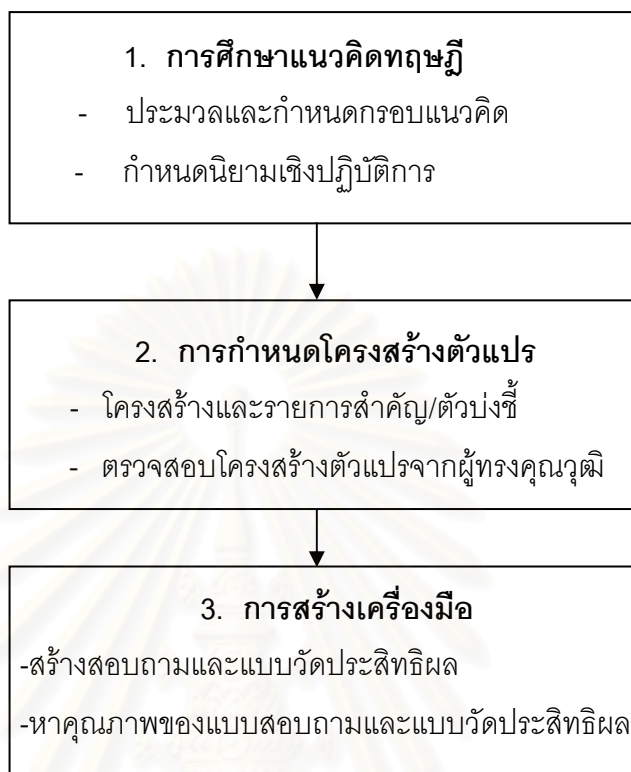 1. การศึกษาแนวคิดทฤษฎี
- ประมวลและกำหนดกรอบแนวคิด
- กำหนดนิยามเชิงปฏิบัติการ
2. การกำหนดโครงสร้างตัวแปร
- โครงสร้างและรายการสำคัญ/ตัวบ่งชี้
- ตรวจสอบโครงสร้างตัวแปรจากผู้ทรงคุณวุฒิ
3. การสร้างเครื่องมือ
-สร้างสอบถามและแบบวัดประสิทธิผล
-หาคุณภาพของแบบสอบถามและแบบวัดประสิทธิผล